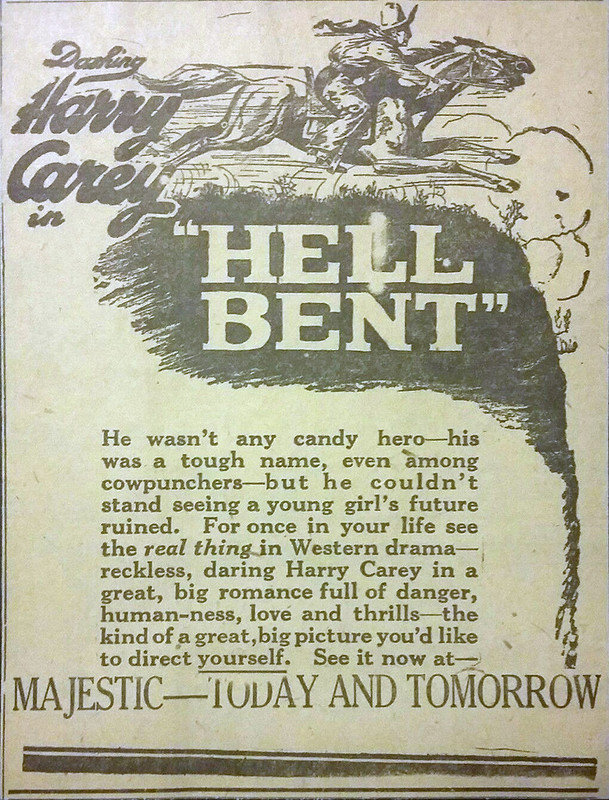 Dashing
Harry
Carey
in
"HELL
BENT"
He wasn't any candy hero—his
was a tough name, even among
cowpunchers—but he couldn't
stand seeing a young girl's future
ruined. For once in your life see
the real thing in Western drama—
reckless, daring Harry Carey in a
great, big romance full of danger,
human-ness, love and thrills—the
kind of a great, big picture you'd like
to direct yourself. See it now at—
MAJESTIC—TODAY AND TOMORROW